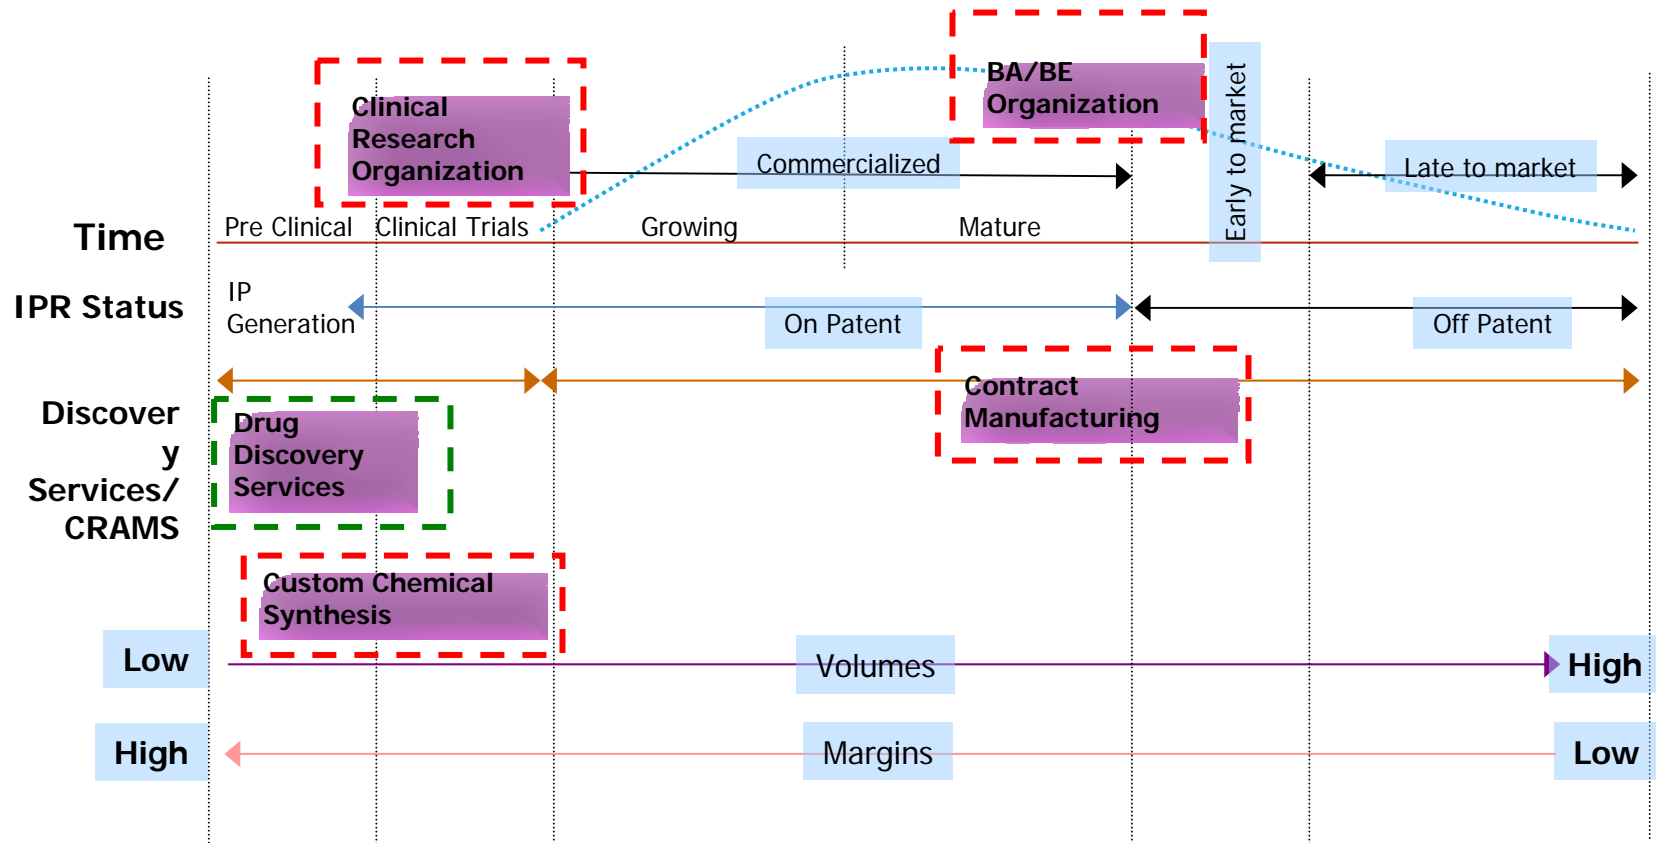 BA/BE
Organization
Clinical
Research
Organization
Early to market
Commercialized
Late to market
Time
Pre Clinical
Clinical Trials
Growing
Mature
IPR Status
IP
Generation
On Patent
Off Patent
Discover
y
Services/
CRAMS
Drug
Discovery
Services
Contract
Manufacturing
Custom Chemical
Synthesis
Low
Volumes
High
High
Margins
Low